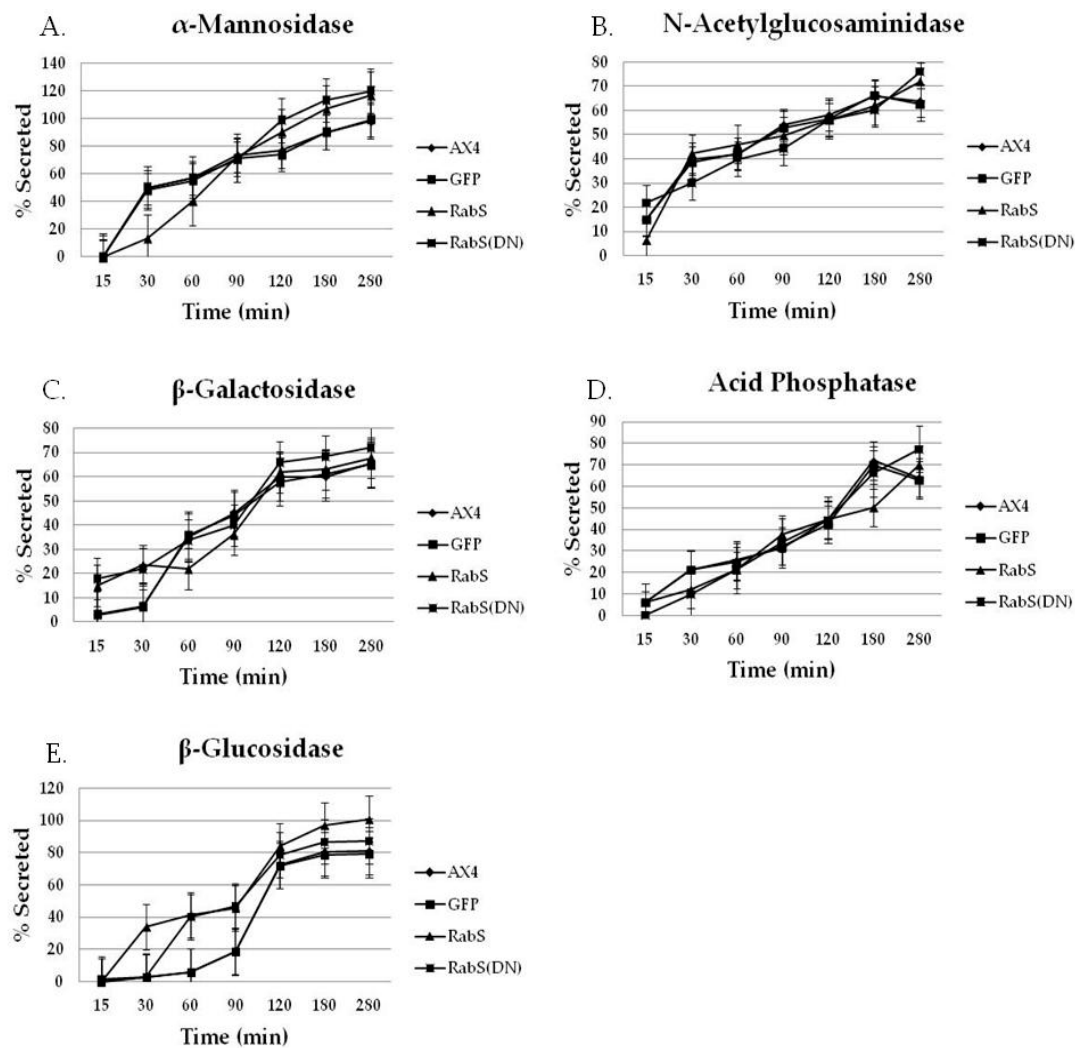 A.
α-Mannosidase
% Secreted
140
120
100
80
60
40
20
0
15 30 60 90 120 180 280
Time (min)
AX4
GFP
RabS
RabS(DN)
B.
N-Acetylglucosaminidase
% Secreted
80
70
60
50
40
30
20
10
0
15 30 60 90 120 180 280
Time (min)
AX4
GFP
RabS
RabS(DN)
C.
β-Galactosidase
% Secreted
80
70
60
50
40
30
20
10
0
15 30 60 90 120 180 280
Time (min)
AX4
GFP
RabS
RabS(DN)
D.
Acid Phosphatase
% Secreted
90
80
70
60
50
40
30
20
10
0
15 30 60 90 120 180 280
Time (min)
AX4
GFP
RabS
RabS(DN)
E.
β-Glucosidase
% Secreted
120
100
80
60
40
20
0
15 30 60 90 120 180 280
Time (min)
AX4
GFP
RabS
RabS(DN)